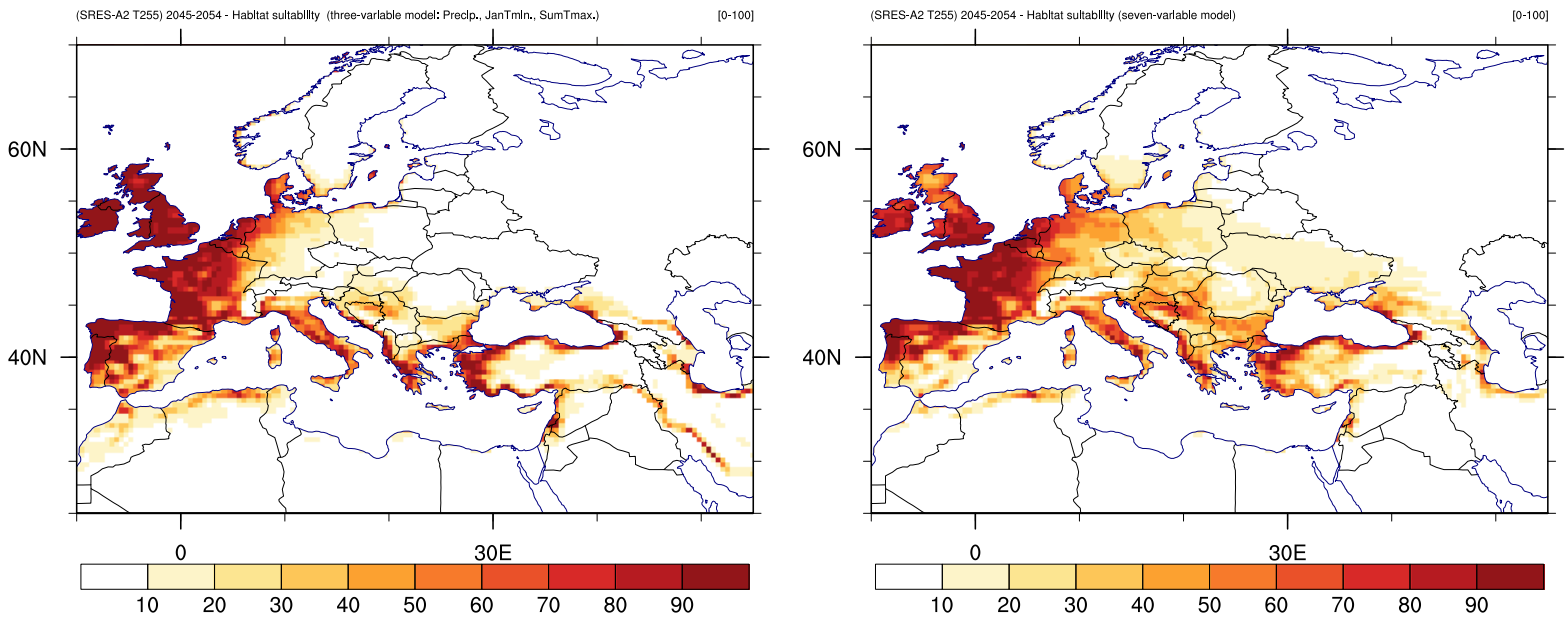 (SRES-A2 T255) 2045-2054 - Habitat suitability (three-variable model: Precip., JanTmin., SumTmax.) [0-100]
60N
40N
0 30E
10 20 30 40 50 60 70 80 90
(SRES-A2 T255) 2045-2054 - Habitat suitability (seven-variable model) [0-100]
60N
40N
0 30E
10 20 30 40 50 60 70 80 90